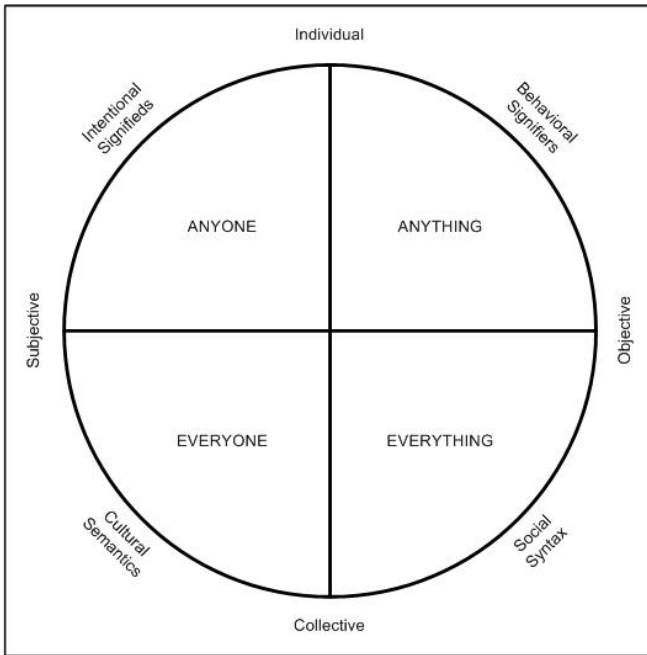 Individual
Intentional
Signifieds
Behavioral
Signifiers
ANYONE
ANYTHING
Subjective
Objective
EVERYONE
EVERYTHING
Cultural
Semantics
Social
Syntax
Collective